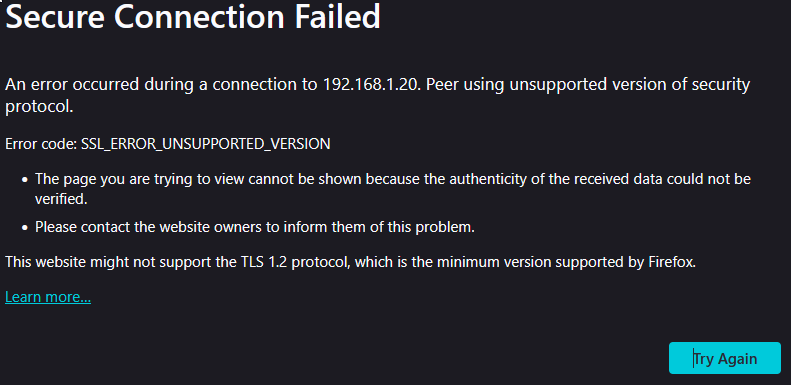 Secure Connection Failed
An error occurred during a connection to 192.168.1.20. Peer using unsupported version of security
protocol.
Error code: SSL_ERROR_UNSUPPORTED_VERSION
• The page you are trying to view cannot be shown because the authenticity of the received data could not be
verified.
• Please contact the website owners to inform them of this problem.
This website might not support the TLS 1.2 protocol, which is the minimum version supported by Firefox.
Learn more...
Try Again